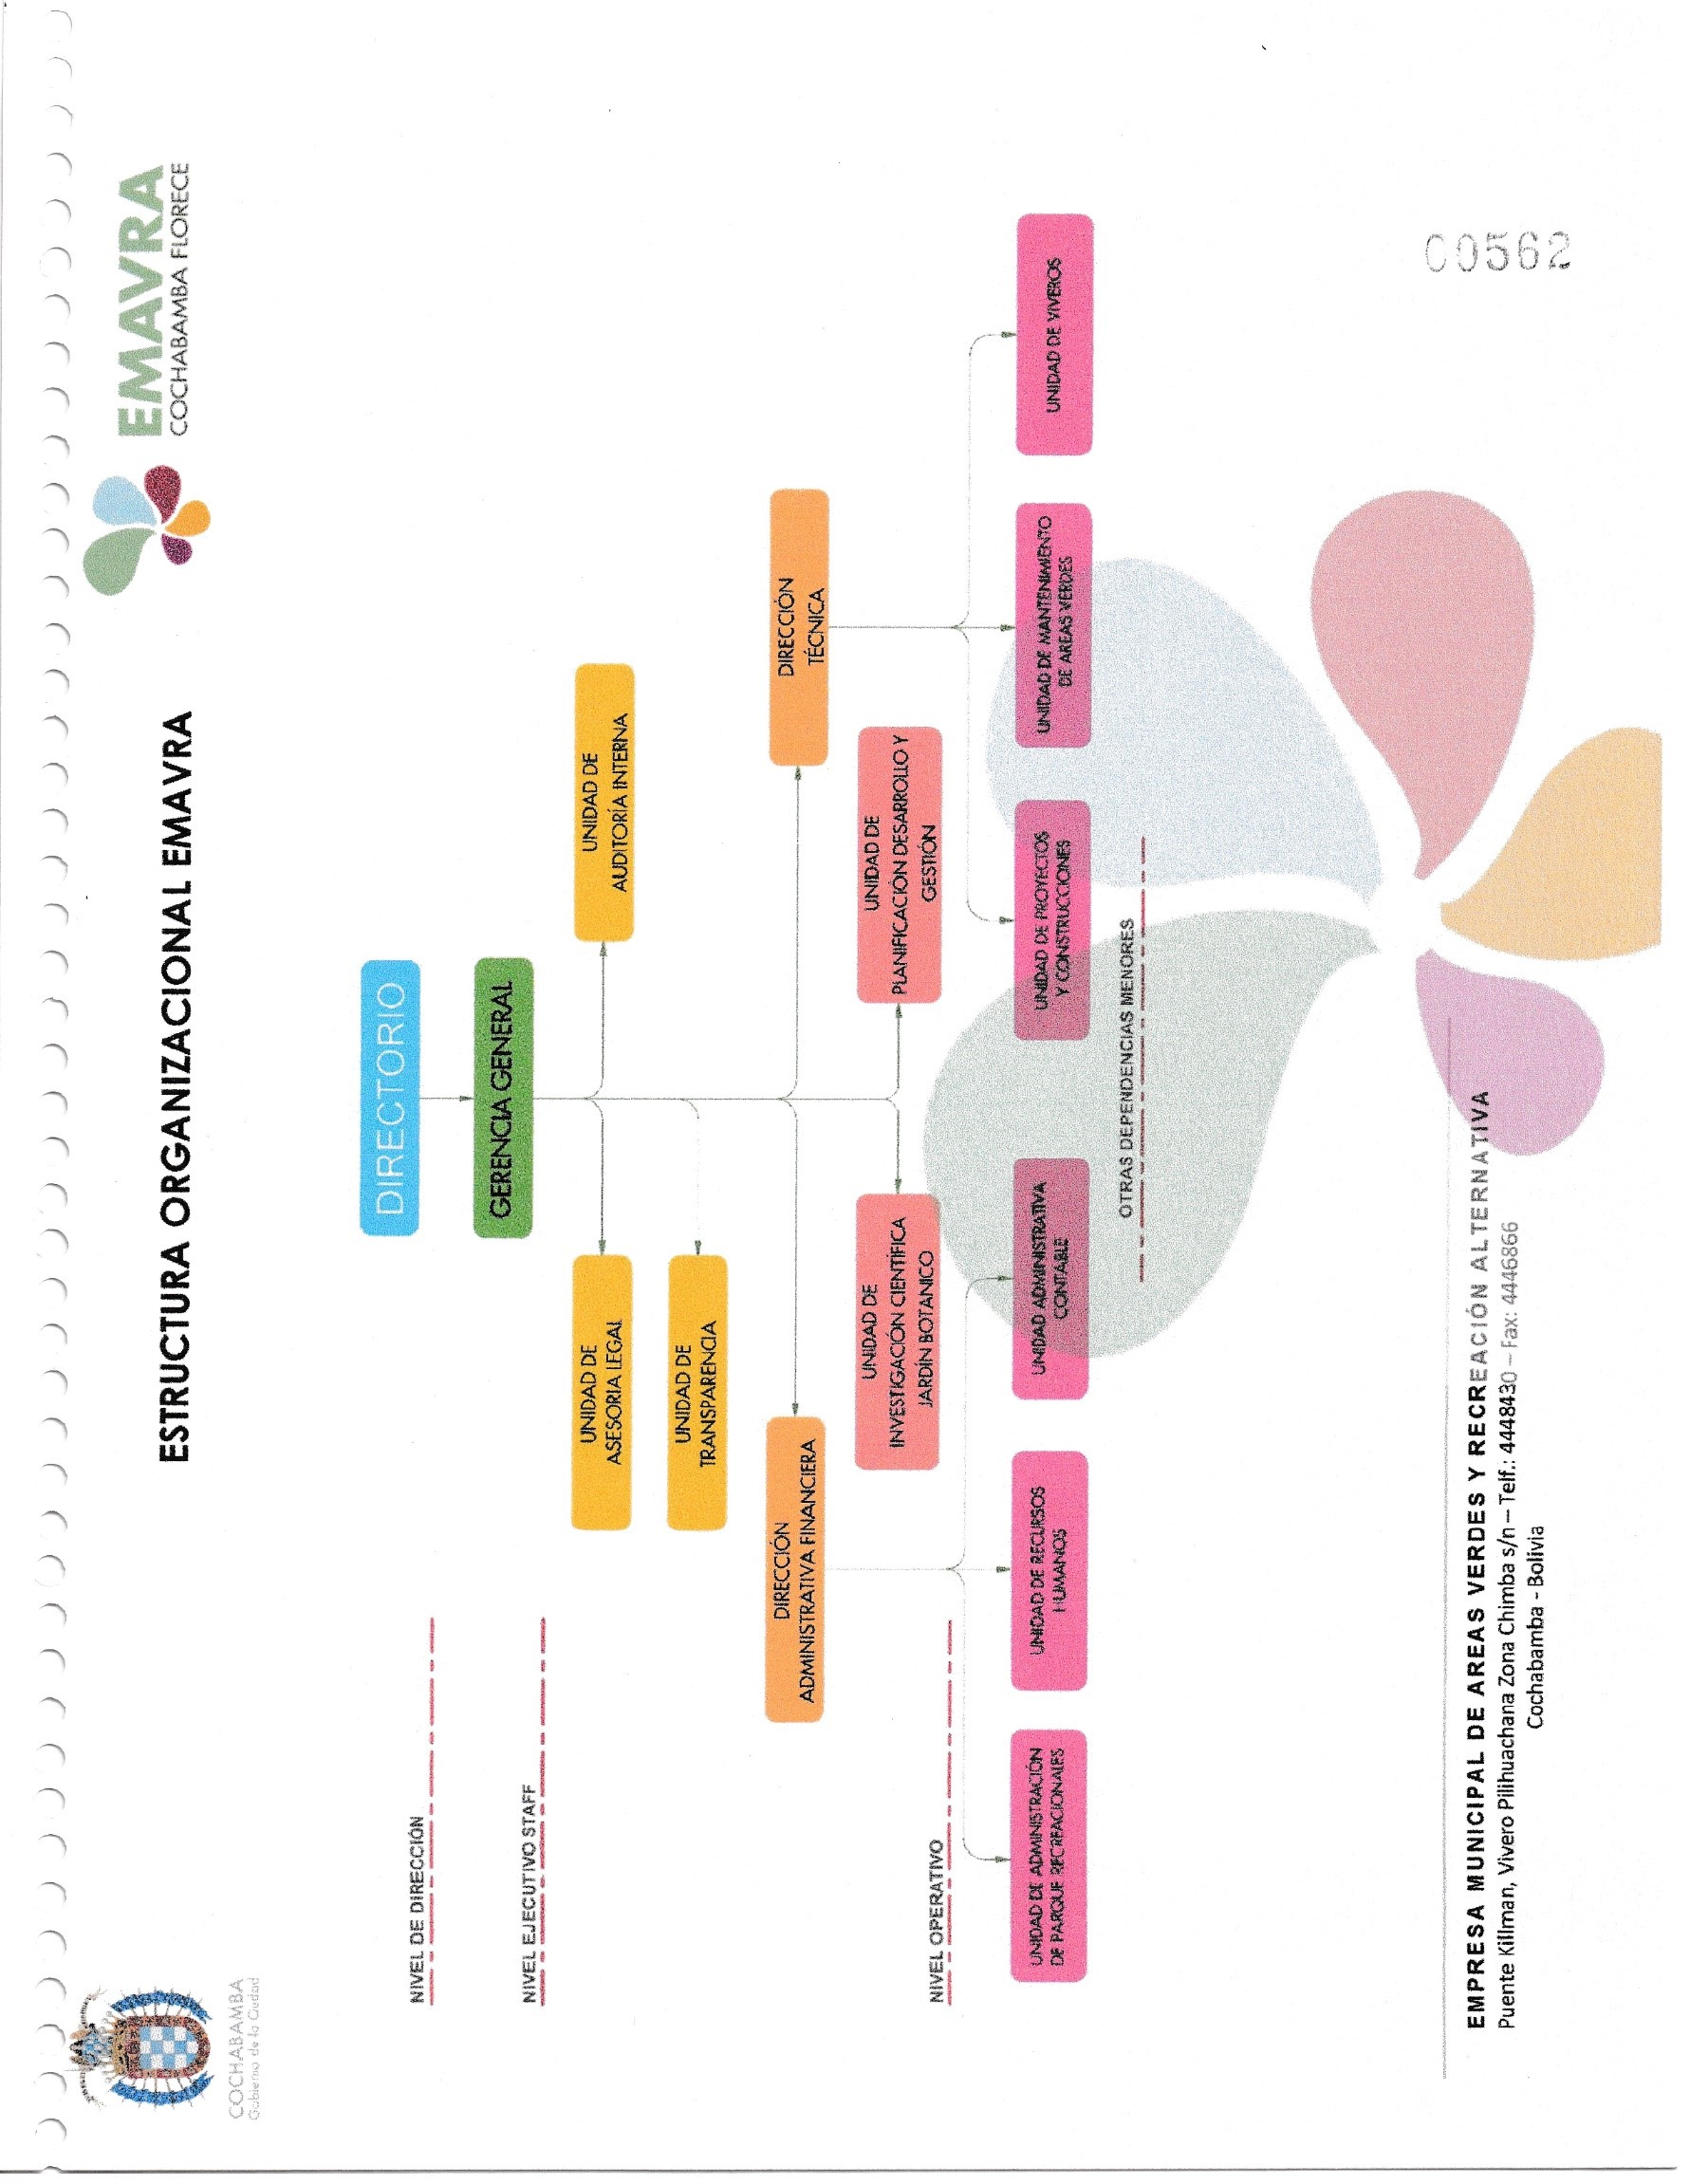 COCHABAMBA
Gobierno de la Ciudad
ESTRUCTURA ORGANIZACIONAL EMAVRA
EMAVRA
COCHABAMBA FLORECE
DIRECTORIO
NIVEL DE DIRECCIÓN
GERENCIA GENERAL
NIVEL EJECUTIVO STAFF
UNIDAD DE
ASESORIA LEGAL
UNIDAD DE
AUDITORÍA INTERNA
UNIDAD DE
TRANSPARENCIA
DIRECCIÓN
ADMINISTRATIVA FINANCIERA
DIRECCIÓN
TÉCNICA
UNIDAD DE
INVESTIGACIÓN CIENTÍFICA
JARDÍN BOTANICO
UNIDAD DE
PLANIFICACIÓN DESARROLLO Y
GESTIÓN
NIVEL OPERATIVO
UNIDAD DE ADMINISTRACIÓN
DE PARQUE RECREACIONALES
UNIDAD DE RECURSOS
HUMANOS
UNIDAD ADMINISTRATIVA
CONTABLE
UNIDAD DE PROYECTOS
Y CONSTRUCCIONES
UNIDAD DE MANTENIMIENTO
DE AREAS VERDES
UNIDAD DE VIVEROS
OTRAS DEPENDENCIAS MENORES
EMPRESA MUNICIPAL DE AREAS VERDES Y RECREACIÓN ALTERNATIVA
Puente Killman, Vivero Pilihuachana Zona Chimba s/n – Telf.: 4448430 – Fax: 4446866
Cochabamba - Bolivia
00562